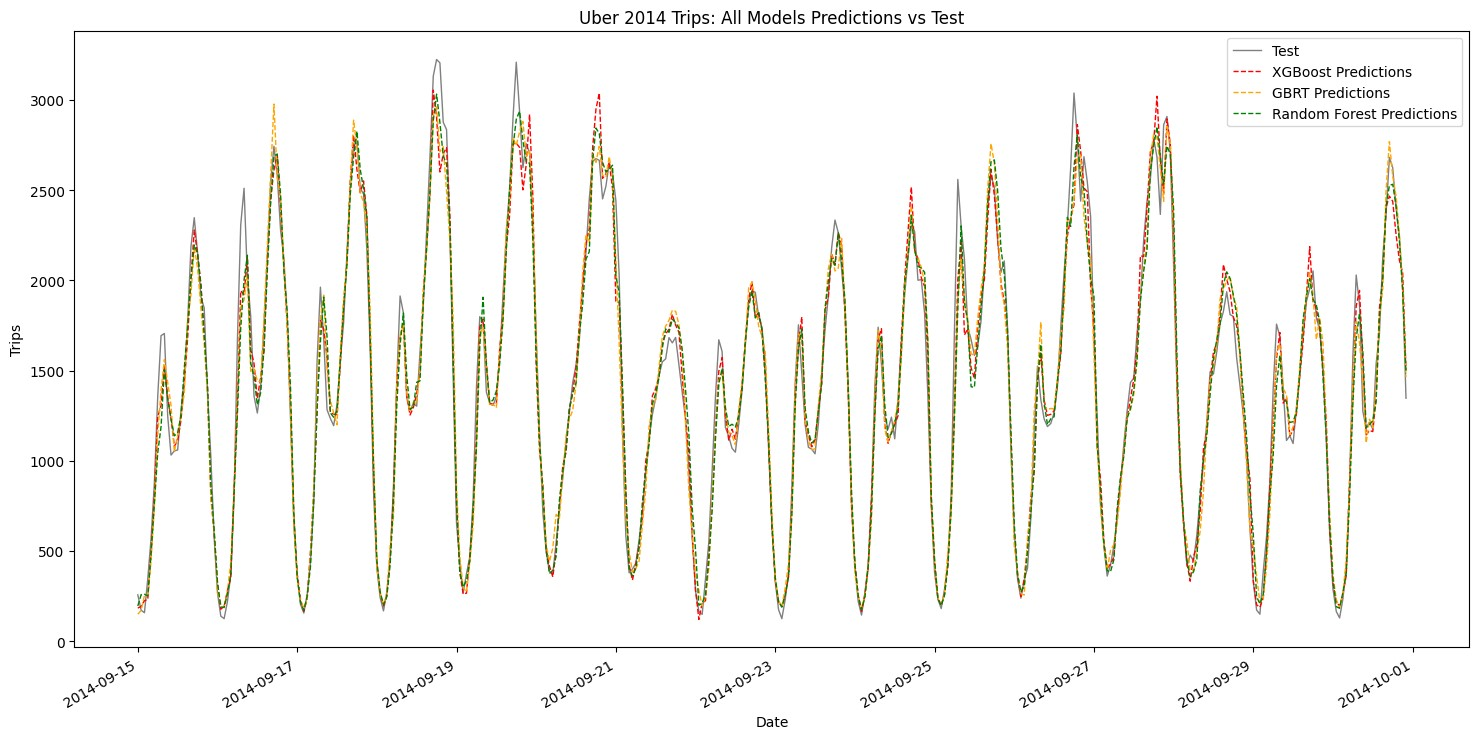 Uber 2014 Trips: All Models Predictions vs Test
Test
XGBoost Predictions
GBRT Predictions
Random Forest Predictions
Trips
3000
2500
2000
1500
1000
500
0
2014-09-15
2014-09-17
2014-09-19
2014-09-21
2014-09-23
2014-09-25
2014-09-27
2014-09-29
2014-10-01
Date